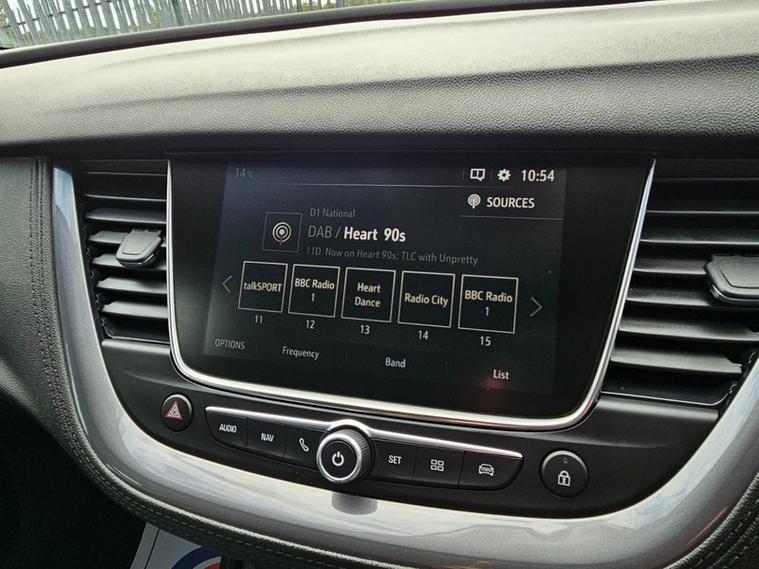 14°C
10:54
SOURCES
D1 National
DAB / Heart 90s
11D Now on Heart 90s: TLC with Unpretty
talkSPORT
BBC Radio
1
Heart
Dance
Radio City
BBC Radio
1
11
12
13
14
15
OPTIONS
Frequency
Band
List
AUDIO
NAV
SET